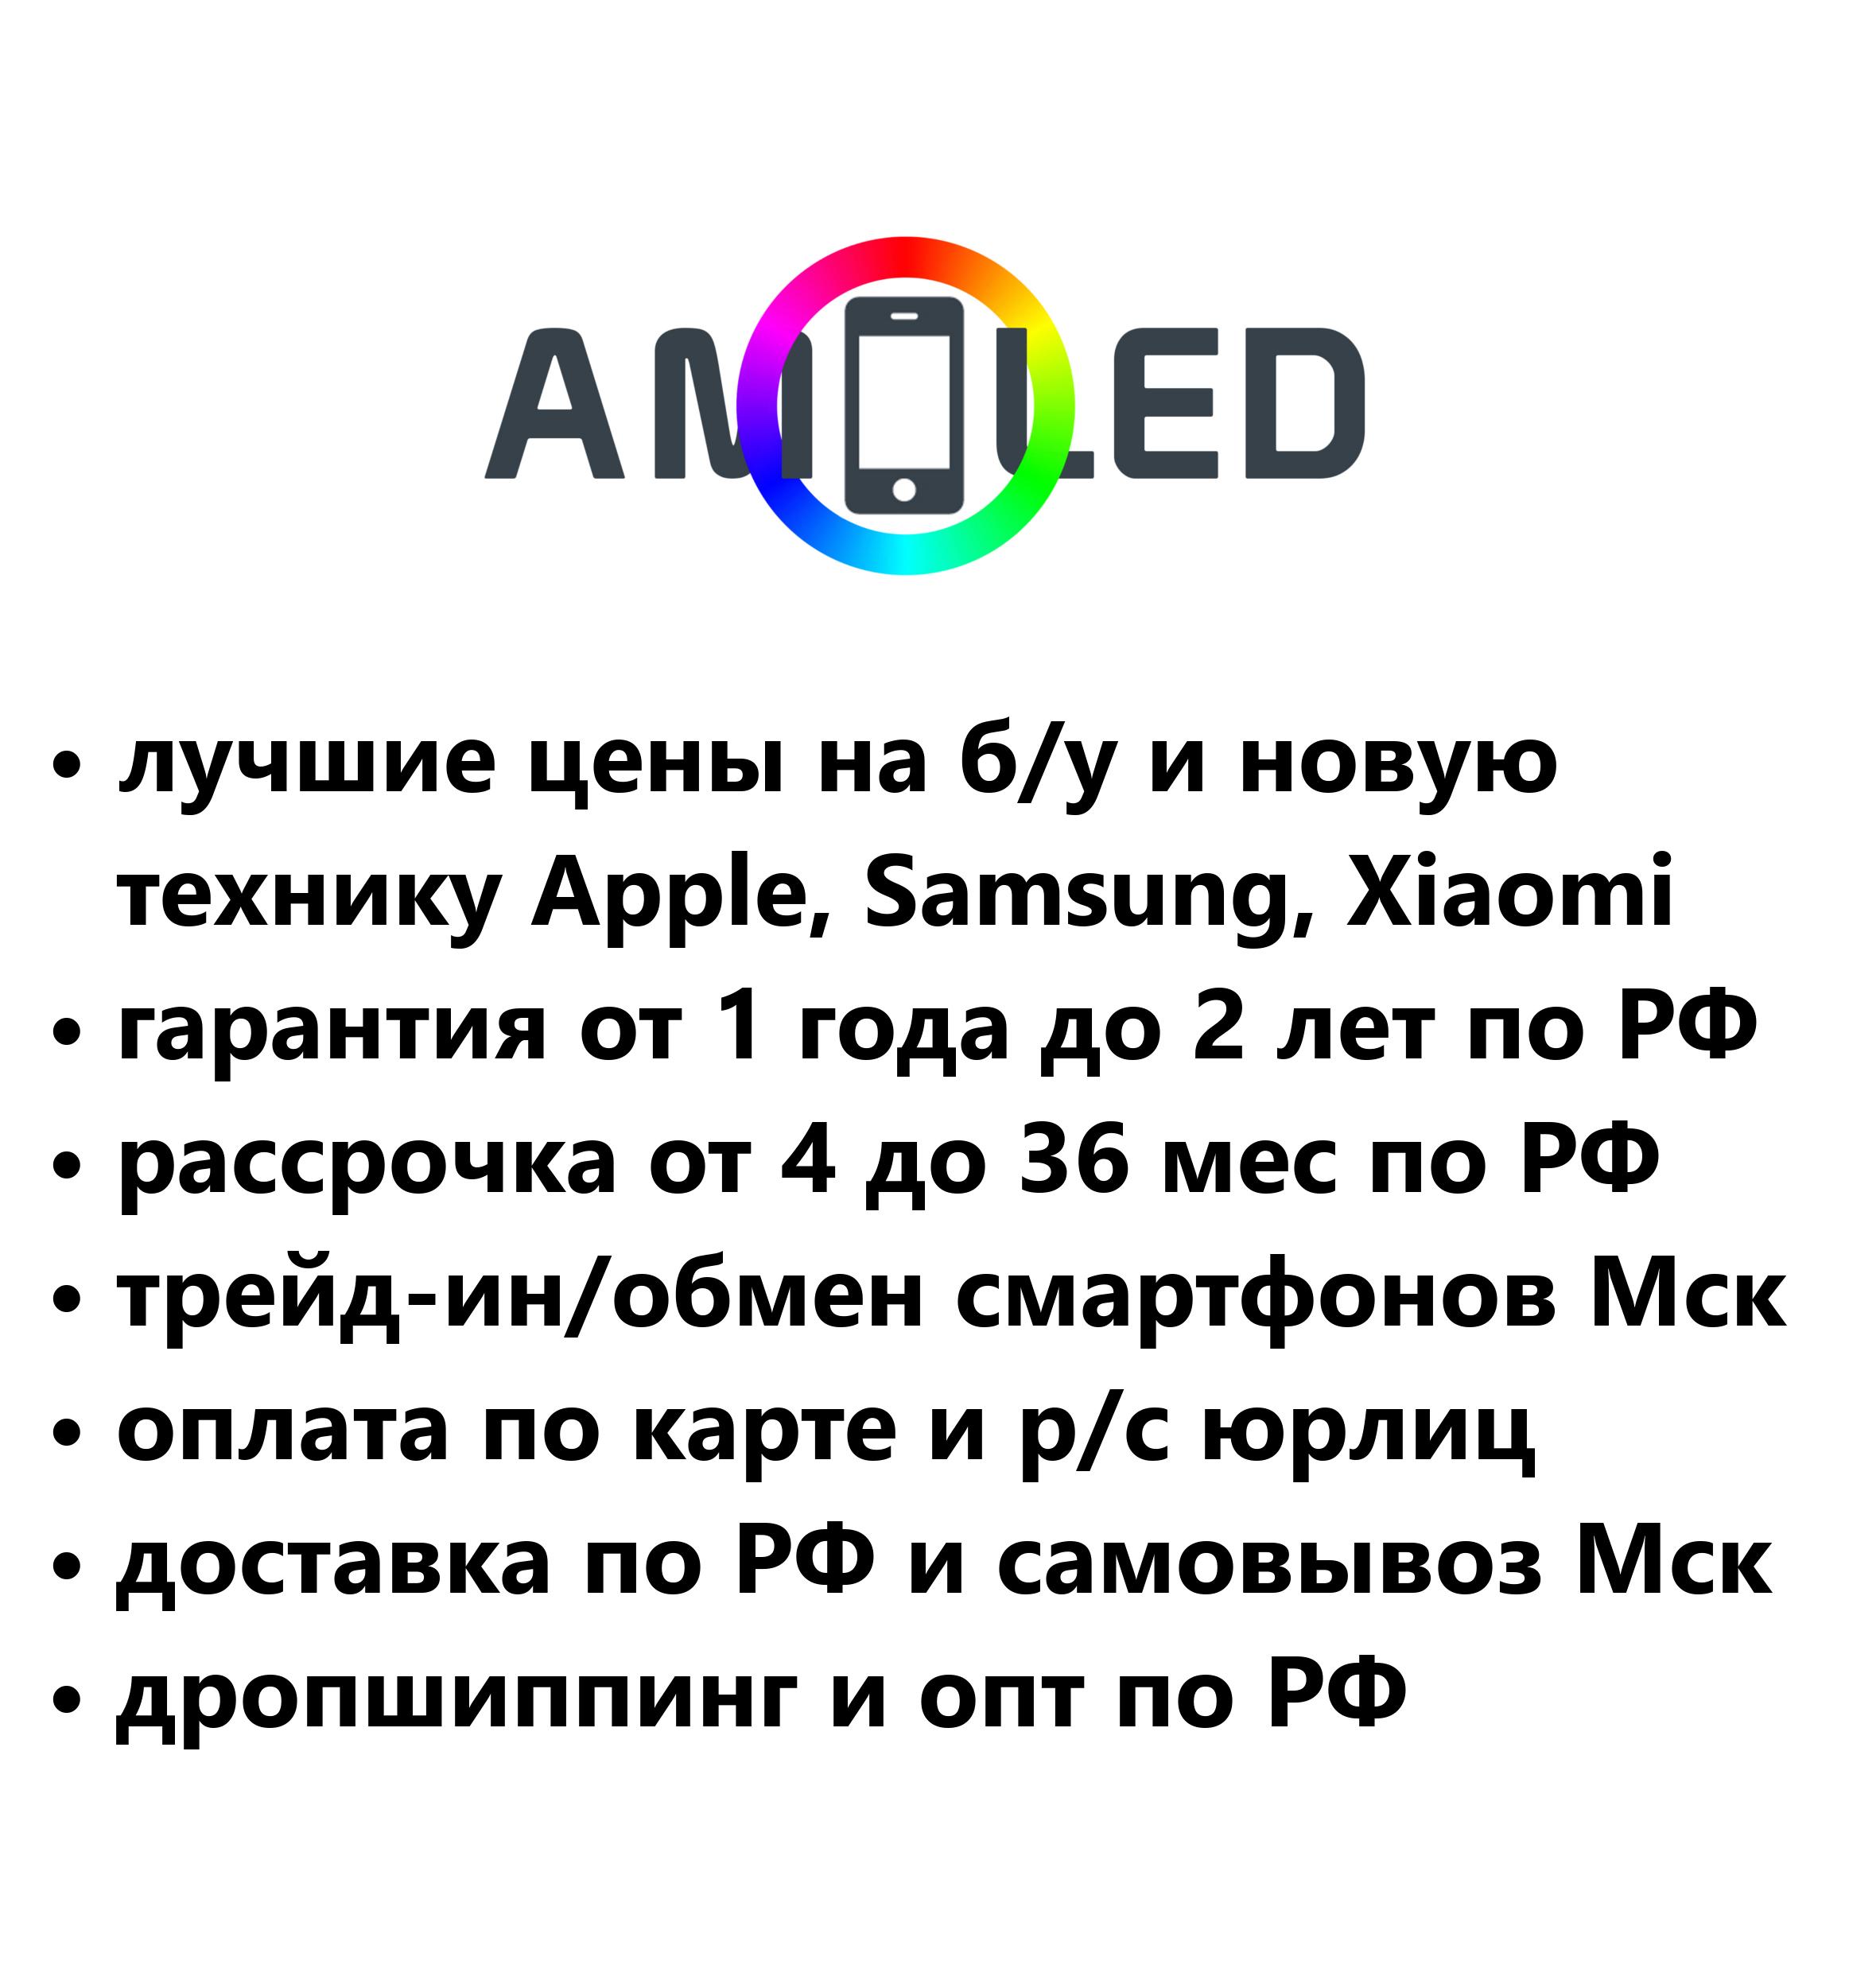 AMOLED
• лучшие цены на б/у и новую
технику Apple, Samsung, Xiaomi
• гарантия от 1 года до 2 лет по РФ
• рассрочка от 4 до 36 мес по РФ
• трейд-ин/обмен смартфонов Мск
• оплата по карте и р/с юрлиц
• доставка по РФ и самовывоз Мск
• дропшиппинг и опт по РФ